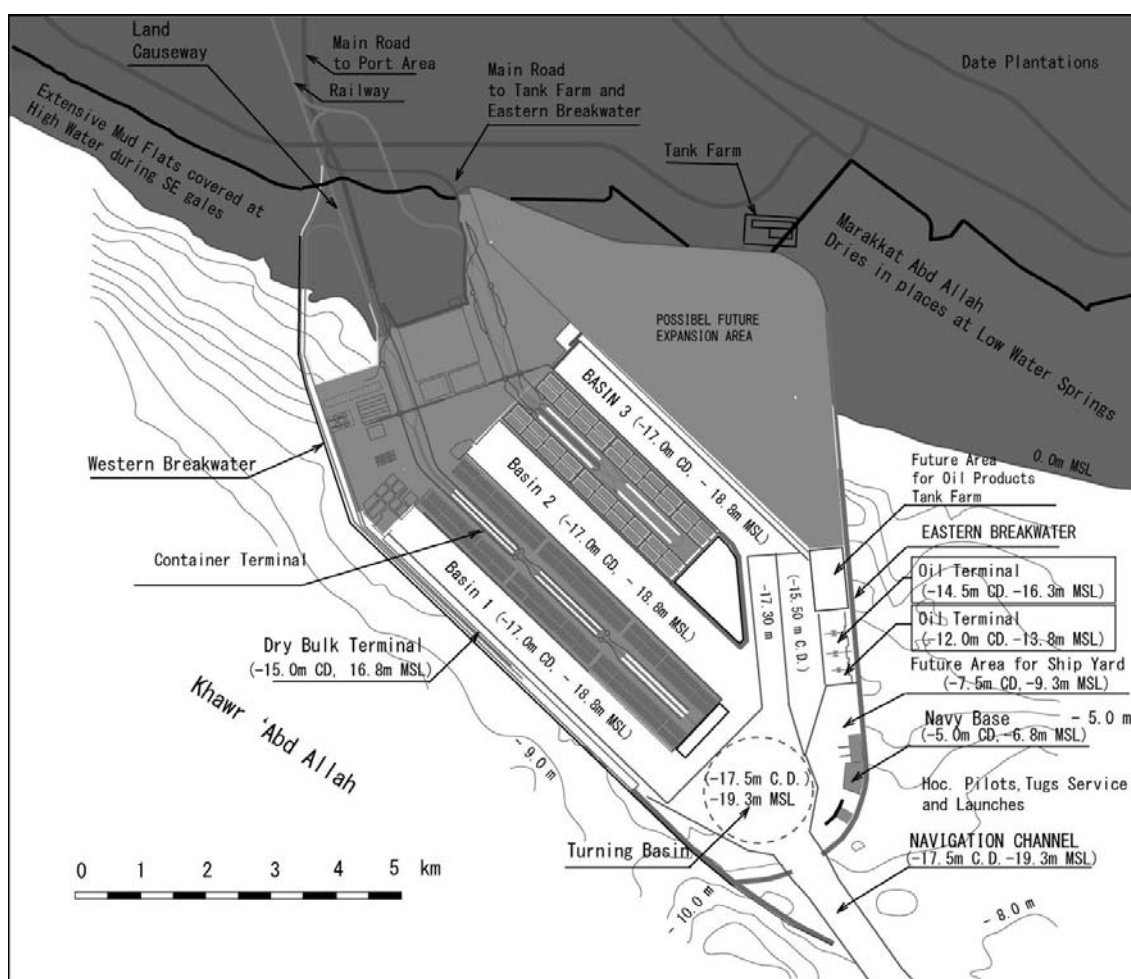 Land
Causeway
Main Road
to Port Area
Railway
Main Road
to Tank Farm and
Eastern Breakwater
Date Plantations
Extensive Mud Flats covered at
High Water during SE gales
Tank Farm
Marakkat Abd Allah
Dries in places at Low Water Springs
POSSIBEL FUTURE
EXPANSION AREA
BASIN 3 (-17.0m CD. - 18.8m MSL)
Western Breakwater
Basin 2 (-17.0m CD. - 18.8m MSL)
0.0m MSL
Future Area
for Oil Products
Tank Farm
EASTERN BREAKWATER
Container Terminal
Oil Terminal
(-14.5m CD. -16.3m MSL)
Basin 1 (-17.0m CD. - 18.8m MSL)
-17.30 m
(-15.50 m C.D.)
Oil Terminal
(-12.0m CD. -13.8m MSL)
Dry Bulk Terminal
(-15.0m CD, 16.8m MSL)
Future Area for Ship Yard
(-7.5m CD, -9.3m MSL)
Khawr 'Abd Allah
Navy Base
(-5.0m CD. -6.8m MSL)
- 5.0 m
- 9.0 m
(-17.5m C.D.)
-19.3m MSL
Hoc. Pilots, Tugs Service
and Launches
Turning Basin
NAVIGATION CHANNEL
(-17.5m C.D. -19.3m MSL)
0 1 2 3 4 5 km
- 10.0 m
- 8.0 m